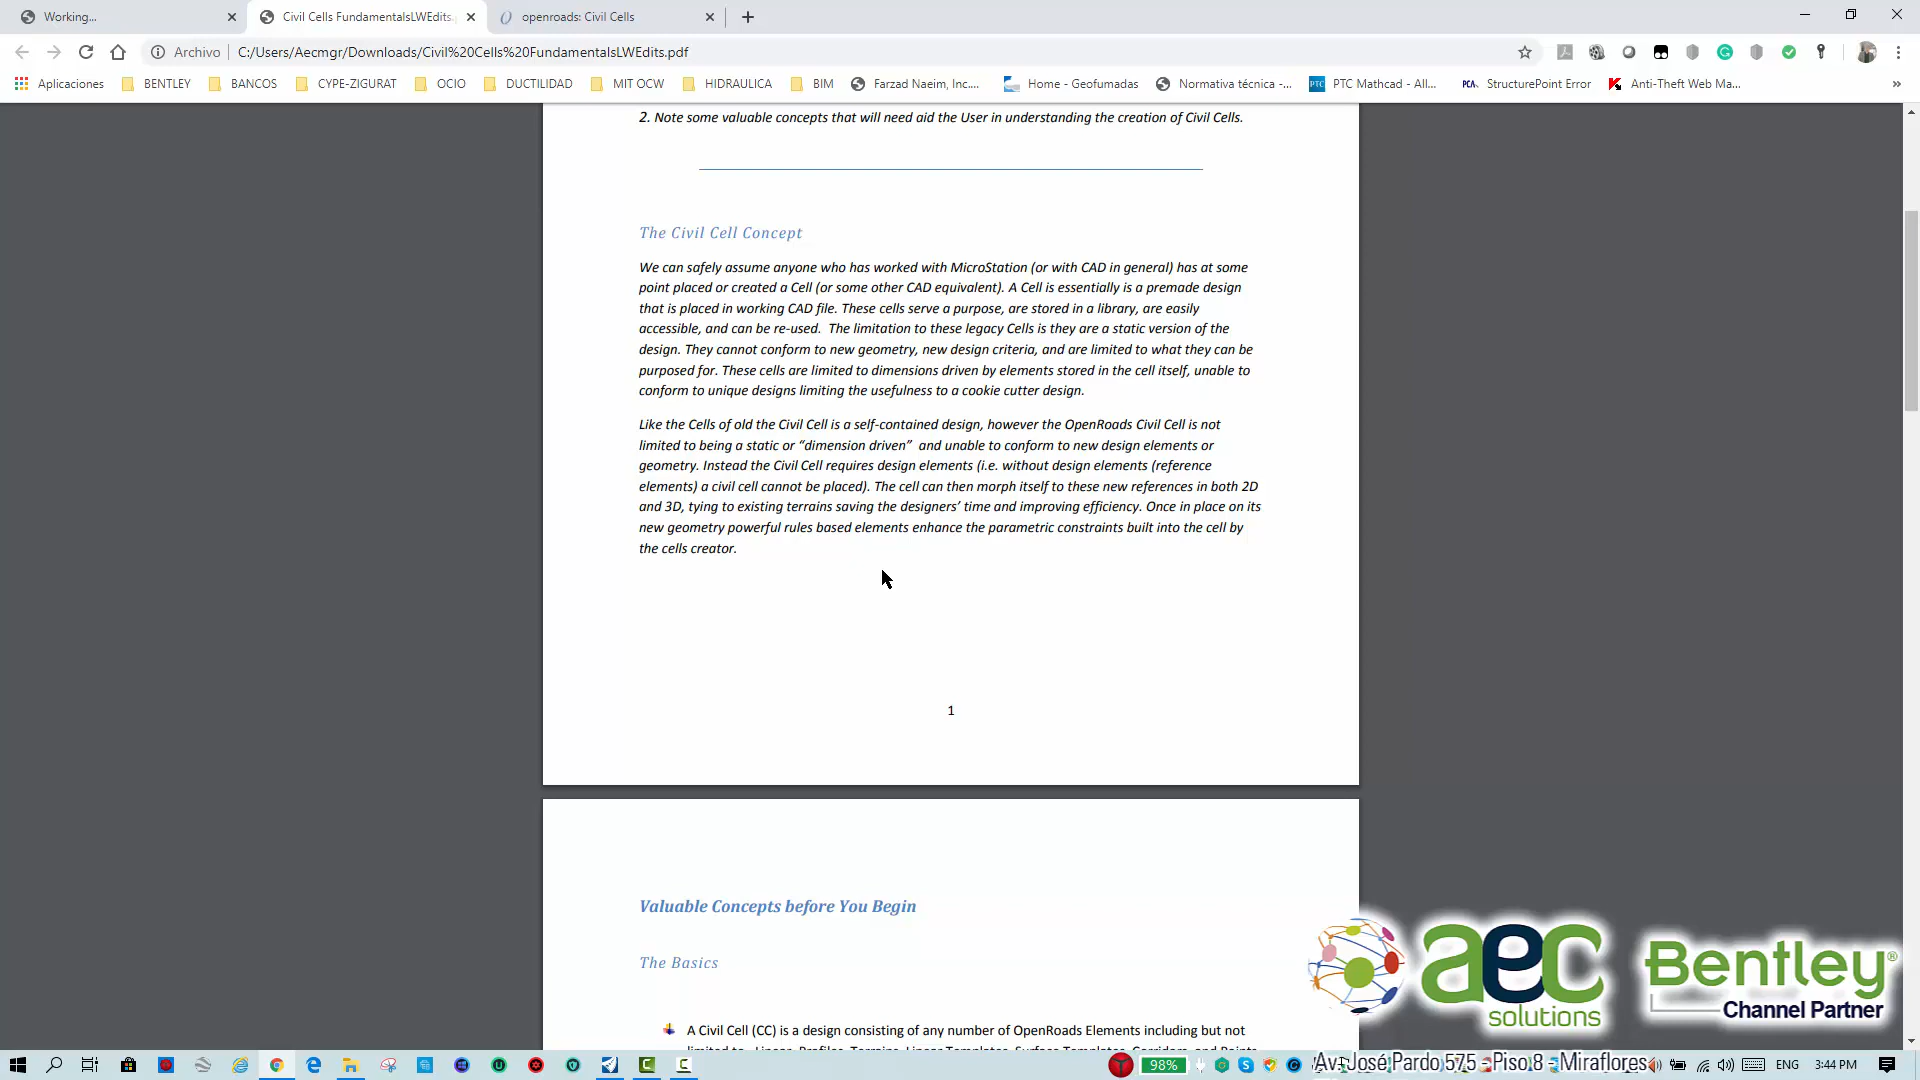 Working...
Civil Cells FundamentalsLWEdits.
openroads: Civil Cells
Archivo
C:/Users/Aecmgr/Downloads/Civil%20Cells%20FundamentalsLWEdits.pdf
Aplicaciones
BENTLEY
BANCOS
CYPE-ZIGURAT
OCIO
DUCTILIDAD
MIT OCW
HIDRAULICA
BIM
Farzad Naeim, Inc....
Home - Geofumadas
Normativa técnica -...
PTC Mathcad - All...
StructurePoint Error
Anti-Theft Web Ma...
2. Note some valuable concepts that will need aid the User in understanding the creation of Civil Cells.
The Civil Cell Concept
We can safely assume anyone who has worked with MicroStation (or with CAD in general) has at some
point placed or created a Cell (or some other CAD equivalent). A Cell is essentially is a premade design
that is placed in working CAD file. These cells serve a purpose, are stored in a library, are easily
accessible, and can be re-used.  The limitation to these legacy Cells is they are a static version of the
design. They cannot conform to new geometry, new design criteria, and are limited to what they can be
purposed for. These cells are limited to dimensions driven by elements stored in the cell itself, unable to
conform to unique designs limiting the usefulness to a cookie cutter design.
Like the Cells of old the Civil Cell is a self-contained design, however the OpenRoads Civil Cell is not
limited to being a static or “dimension driven”  and unable to conform to new design elements or
geometry. Instead the Civil Cell requires design elements (i.e. without design elements (reference
elements) a civil cell cannot be placed). The cell can then morph itself to these new references in both 2D
and 3D, tying to existing terrains saving the designers’ time and improving efficiency. Once in place on its
new geometry powerful rules based elements enhance the parametric constraints built into the cell by
the cells creator.
1
Valuable Concepts before You Begin
The Basics
A Civil Cell (CC) is a design consisting of any number of OpenRoads Elements including but not
limited to Linear, Profiles, Terrains, Linear Templates, Surface Templates, Corridors, and Points
aec
solutions
Bentley®
Channel Partner
98%
Av. José Pardo 575 - Piso 8 - Miraflores
ENG
3:44 PM